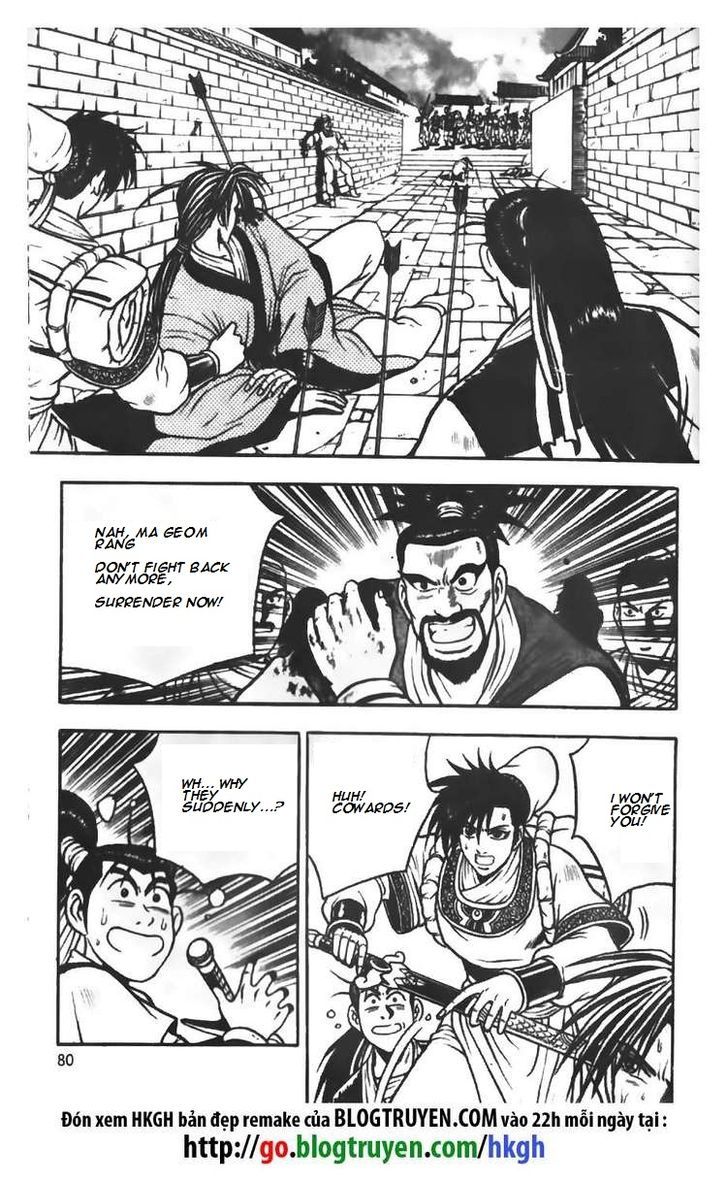 NAH, MA GEOM
RANG
DON'T FIGHT BACK
ANYMORE,
SURRENDER NOW!
WH... WHY
THEY
SUDDENLY...?
HUH!
COWARDS!
I WON'T
FORGIVE
YOU!
80
Đón xem HKGH bản đẹp remake của BLOGTRUYEN.COM vào 22h mỗi ngày tại :
http://go.blogtruyen.com/hkgh